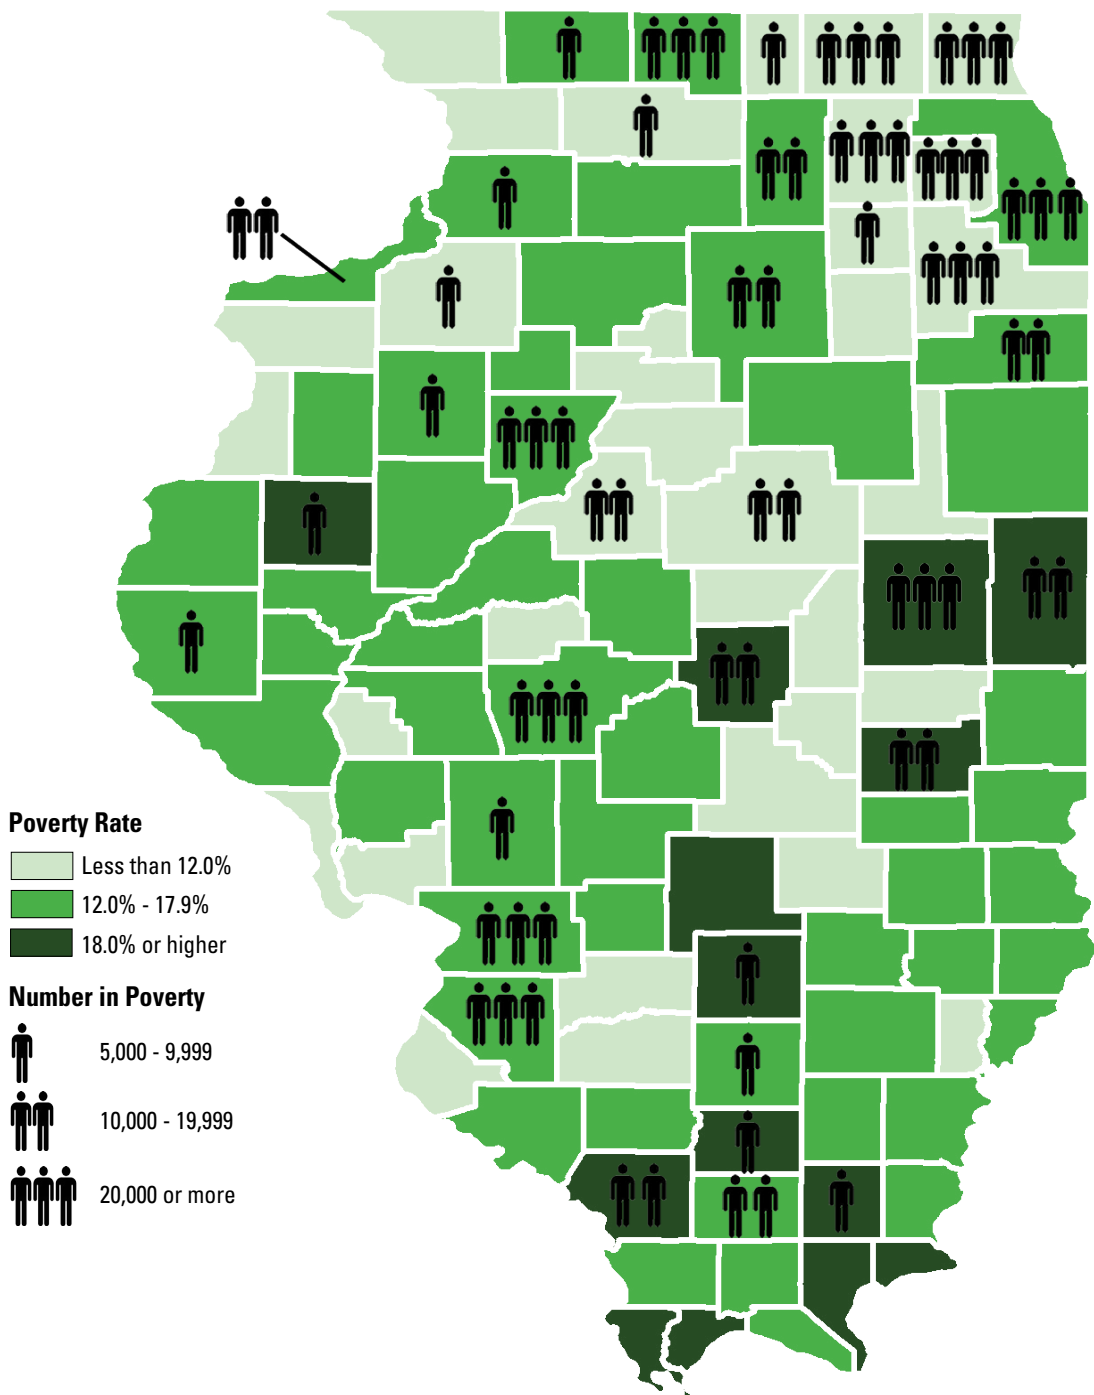 Poverty Rate
Less than 12.0%
12.0% - 17.9%
18.0% or higher
Number in Poverty
5,000 - 9,999
10,000 - 19,999
20,000 or more